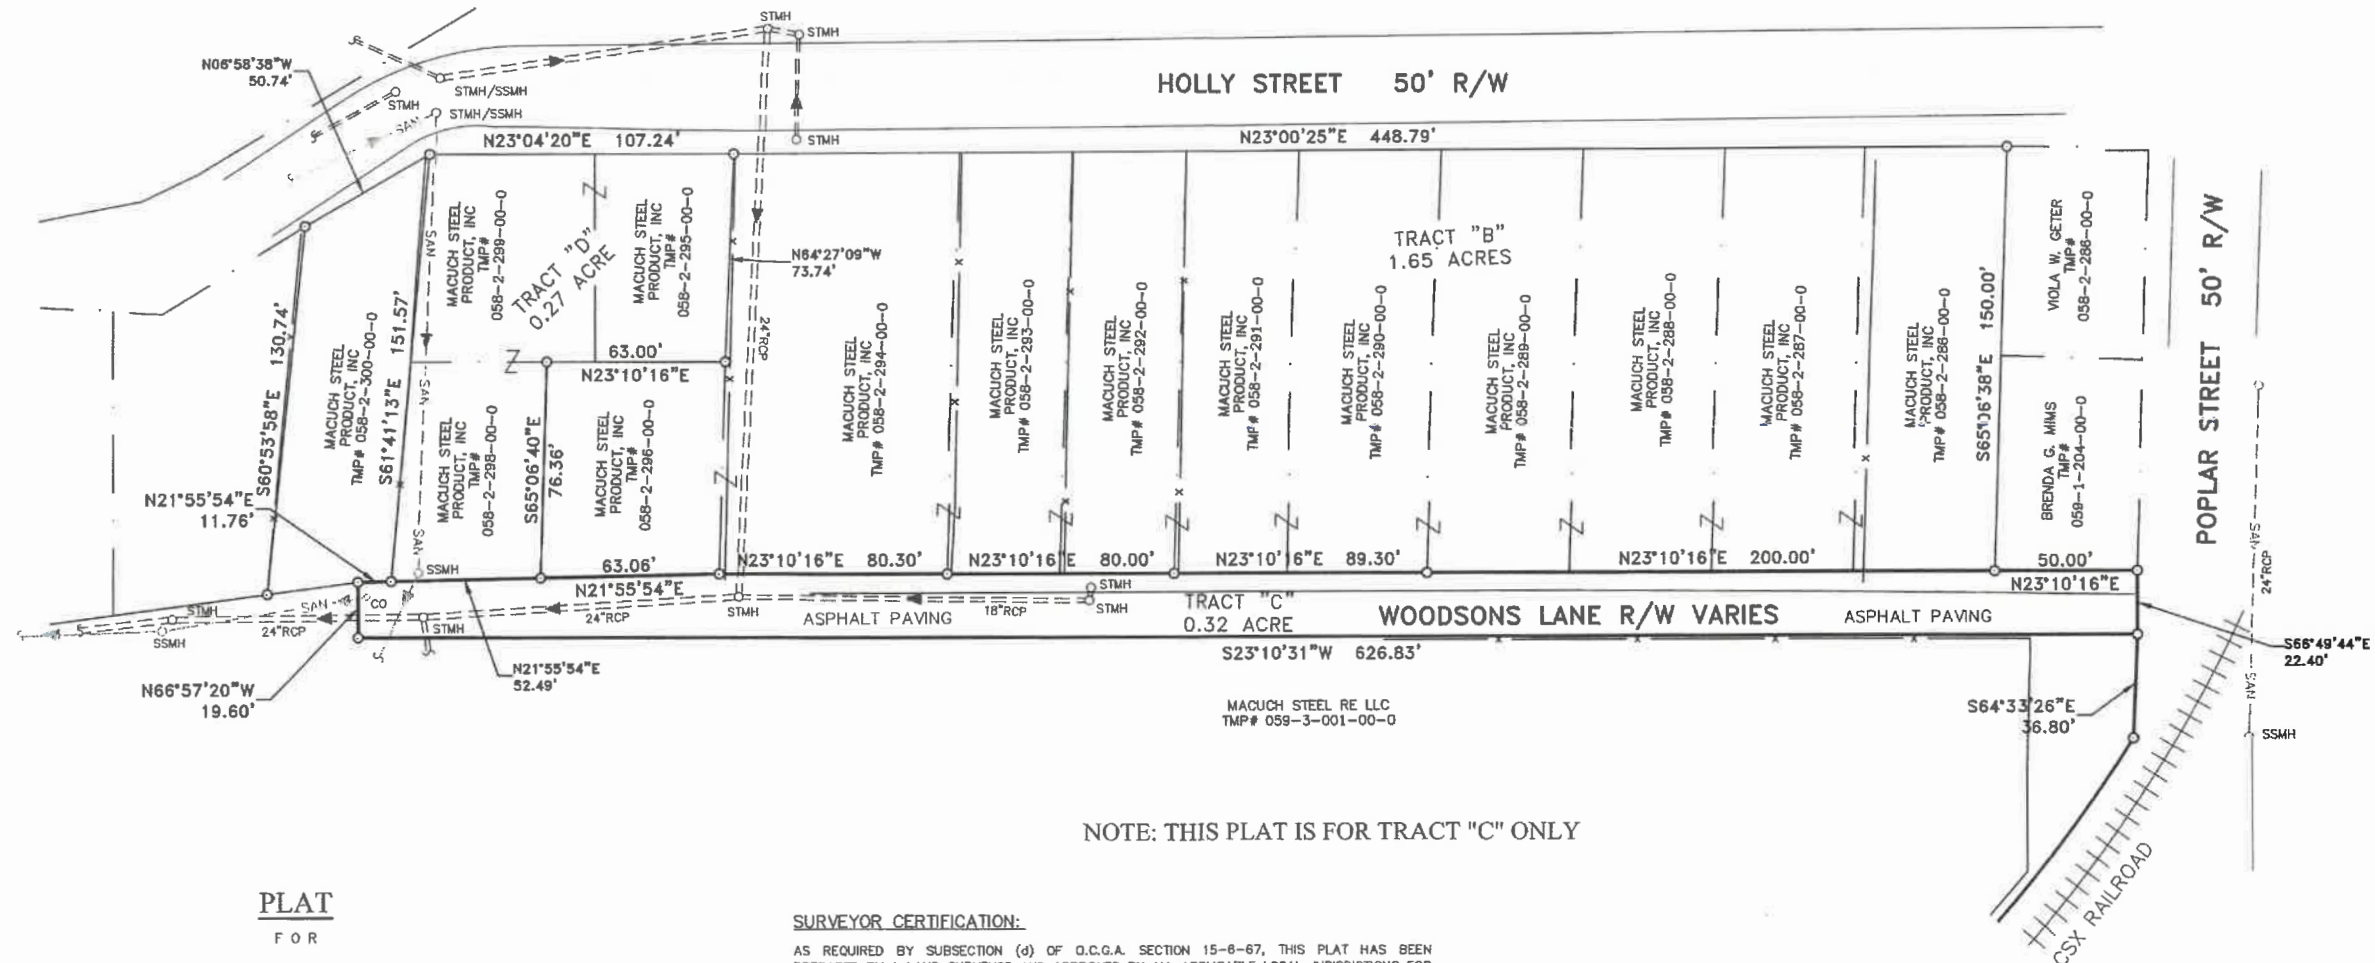 STMH
STMH
N06°58'38"W
50.74'
STMH/SSMH
STMH
SAN
STMH/SSMH
HOLLY STREET 50' R/W
N23°04'20"E 107.24'
STMH
N23°00'25"E 448.79'
S60°53'58"E 130.74'
MACUCH STEEL
PRODUCT, INC
TMP# 058-2-300-00-0
S61°41'13"E 151.57'
SAN
MACUCH STEEL
PRODUCT, INC
TMP#
058-2-299-00-0
TRACT "D"
0.27 ACRE
MACUCH STEEL
PRODUCT, INC
TMP#
058-2-295-00-0
N64°27'09"W
73.74'
24"RCP
63.00'
N23°10'16"E
SAN
MACUCH STEEL
PRODUCT, INC
TMP#
058-2-298-00-0
SAN
S65°06'40"E
76.36'
MACUCH STEEL
PRODUCT, INC
TMP#
058-2-296-00-0
TRACT "B"
1.65 ACRES
MACUCH STEEL
PRODUCT, INC
TMP# 058-2-294-00-0
MACUCH STEEL
PRODUCT, INC
TMP# 058-2-293-00-0
MACUCH STEEL
PRODUCT, INC
TMP# 058-2-292-00-0
MACUCH STEEL
PRODUCT, INC
TMP# 058-2-291-00-0
MACUCH STEEL
PRODUCT, INC
TMP# 058-2-290-00-0
MACUCH STEEL
PRODUCT, INC
TMP# 058-2-289-00-0
MACUCH STEEL
PRODUCT, INC
TMP# 058-2-288-00-0
MACUCH STEEL
PRODUCT, INC
TMP# 058-2-287-00-0
MACUCH STEEL
PRODUCT, INC
TMP# 058-2-286-00-0
S65°06'38"E 150.00'
VIOLA W. GETER
TMP#
058-2-286-00-0
BRENDA G. MIMS
TMP#
059-1-204-00-0
POPLAR STREET 50' R/W
SAN
24"RCP
SAN
SSMH
N21°55'54"E
11.76'
SSMH
63.06'
N21°55'54"E
N23°10'16"E 80.30'
N23°10'16"E 80.00'
N23°10'16"E 89.30'
N23°10'16"E 200.00'
50.00'
N23°10'16"E
STMH
SAN
CO
STMH
SSMH
24"RCP
STMH
24"RCP
STMH
ASPHALT PAVING
18"RCP
STMH
TRACT "C"
0.32 ACRE
WOODSONS LANE R/W VARIES
ASPHALT PAVING
S23°10'31"W 626.83'
S66°49'44"E
22.40'
N21°55'54"E
52.49'
N66°57'20"W
19.60'
MACUCH STEEL RE LLC
TMP# 059-3-001-00-0
S64°33'26"E
36.80'
CSX RAILROAD
NOTE: THIS PLAT IS FOR TRACT "C" ONLY
PLAT
FOR
SURVEYOR CERTIFICATION:
AS REQUIRED BY SUBSECTION (d) OF O.C.G.A. SECTION 15-6-67, THIS PLAT HAS BEEN